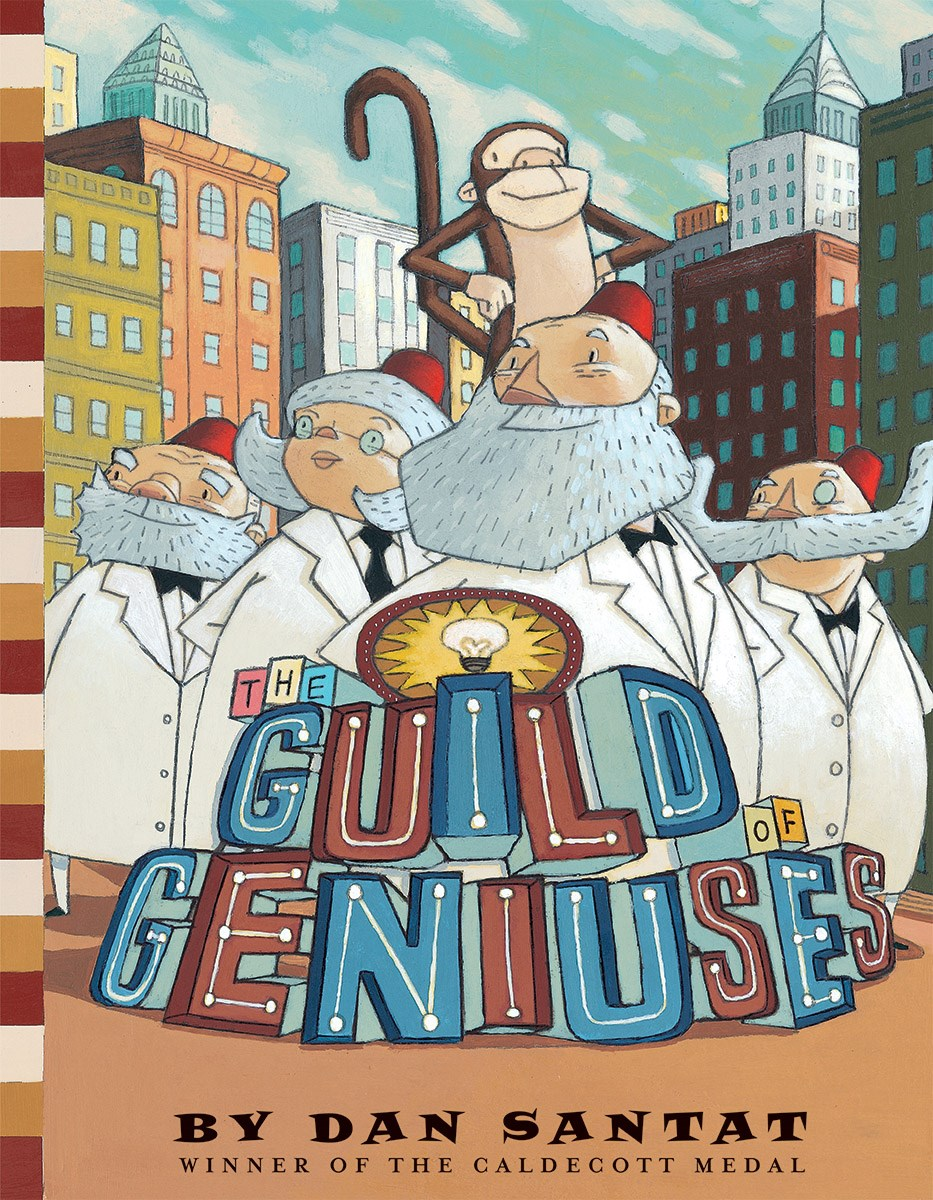 THE
GUILD
OF
GENIUSES
BY DAN SANTAT
WINNER OF THE CALDECOTT MEDAL